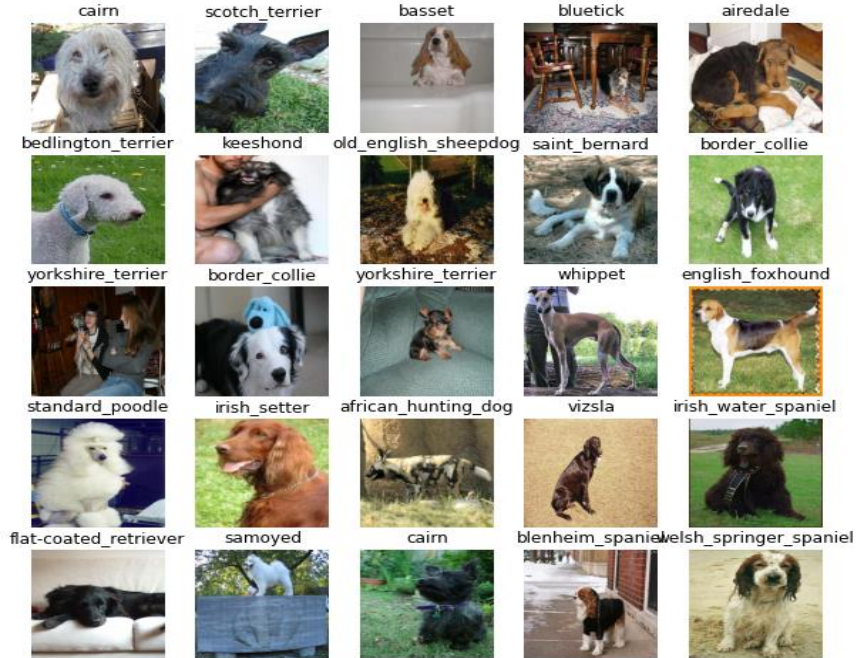 cairn scotch_terrier basset bluetick airedale
bedlington_terrier keeshond old_english_sheepdog saint_bernard border_collie
yorkshire_terrier border_collie yorkshire_terrier whippet english_foxhound
standard_poodle irish_setter african_hunting_dog vizsla irish_water_spaniel
flat-coated_retriever samoyed cairn blenheim_spaniel welsh_springer_spaniel